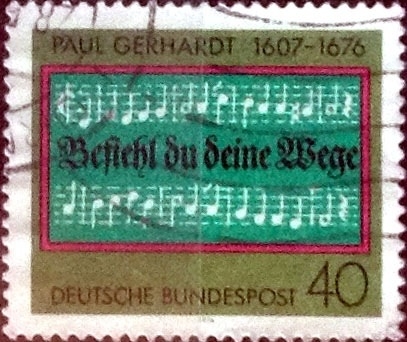 PAUL GERHARDT 1607-1676
Befiehl du deine Wege
DEUTSCHE BUNDESPOST 40